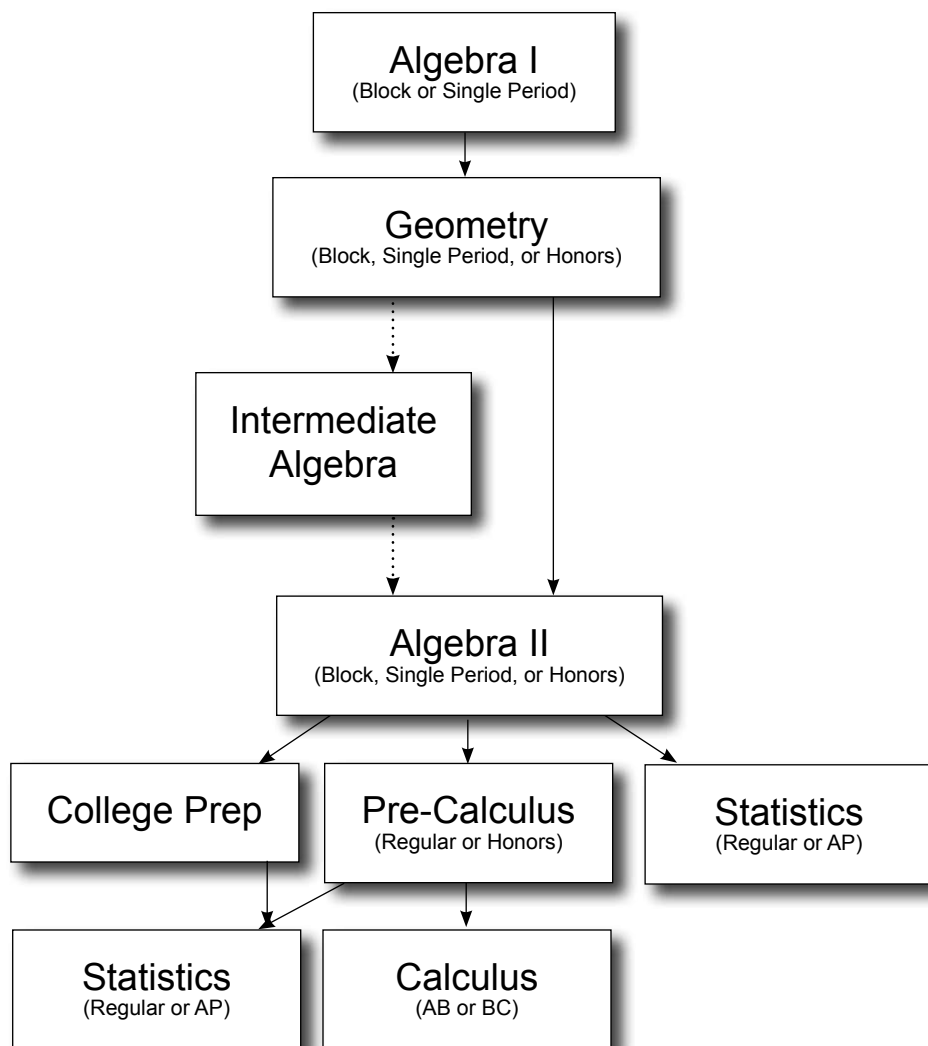 Algebra I
(Block or Single Period)
Geometry
(Block, Single Period, or Honors)
Intermediate
Algebra
Algebra II
(Block, Single Period, or Honors)
College Prep
Pre-Calculus
(Regular or Honors)
Statistics
(Regular or AP)
Statistics
(Regular or AP)
Calculus
(AB or BC)